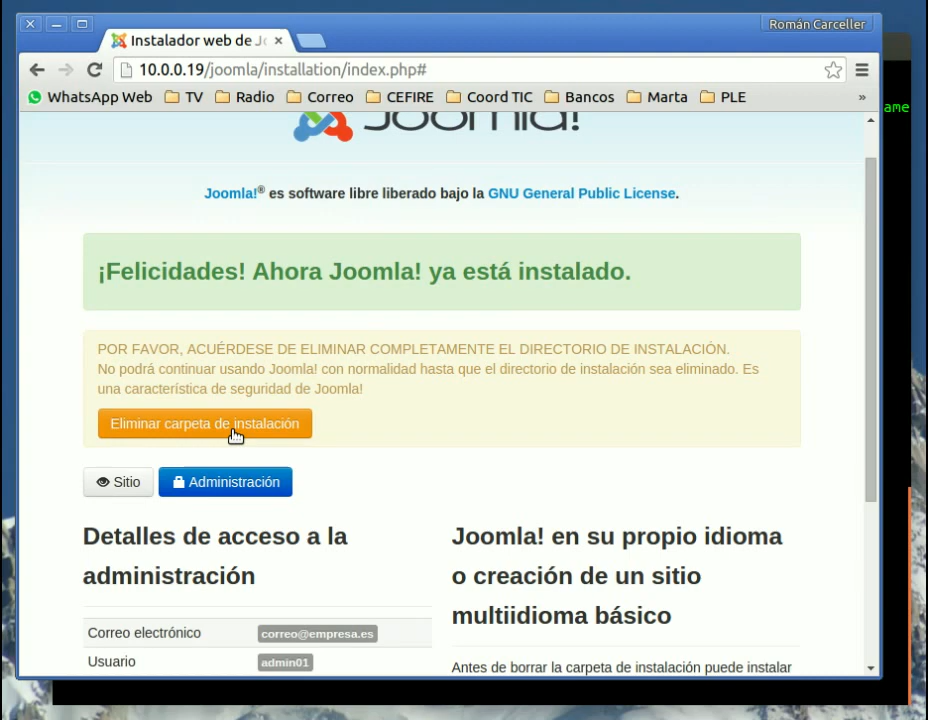 Román Carceller
Instalador web de Jo
10.0.0.19/joomla/installation/index.php#
WhatsApp Web TV Radio Correo CEFIRE Coord TIC Bancos Marta PLE »
ame
Joomla!
Joomla!® es software libre liberado bajo la GNU General Public License.
¡Felicidades! Ahora Joomla! ya está instalado.
POR FAVOR, ACUÉRDESE DE ELIMINAR COMPLETAMENTE EL DIRECTORIO DE INSTALACIÓN.
No podrá continuar usando Joomla! con normalidad hasta que el directorio de instalación sea eliminado. Es
una característica de seguridad de Joomla!
Eliminar carpeta de instalación
Sitio Administración
Detalles de acceso a la
administración
Correo electrónico correo@empresa.es
Usuario admin01
Joomla! en su propio idioma
o creación de un sitio
multiidioma básico
Antes de borrar la carpeta de instalación puede instalar